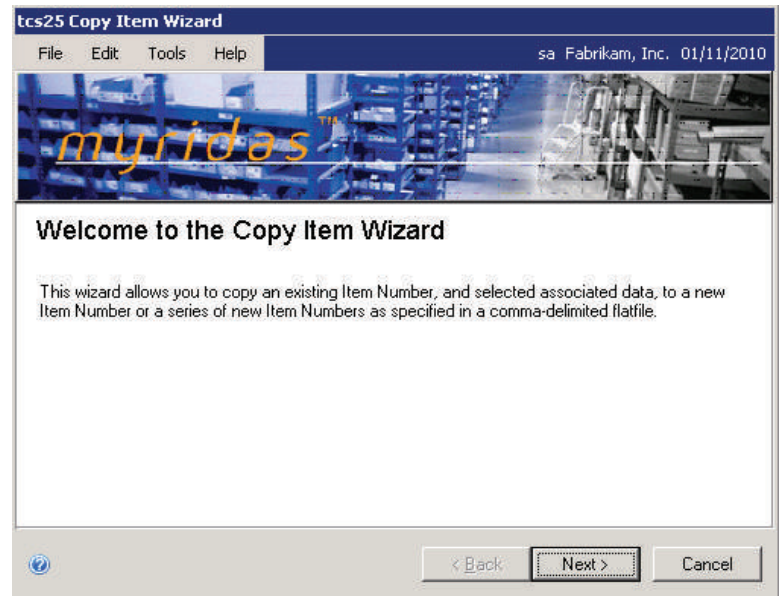 tcs25 Copy Item Wizard
File Edit Tools Help sa Fabrikam, Inc. 01/11/2010
myridas™
Welcome to the Copy Item Wizard
This wizard allows you to copy an existing Item Number, and selected associated data, to a new
Item Number or a series of new Item Numbers as specified in a comma-delimited flatfile.
< Back Next > Cancel